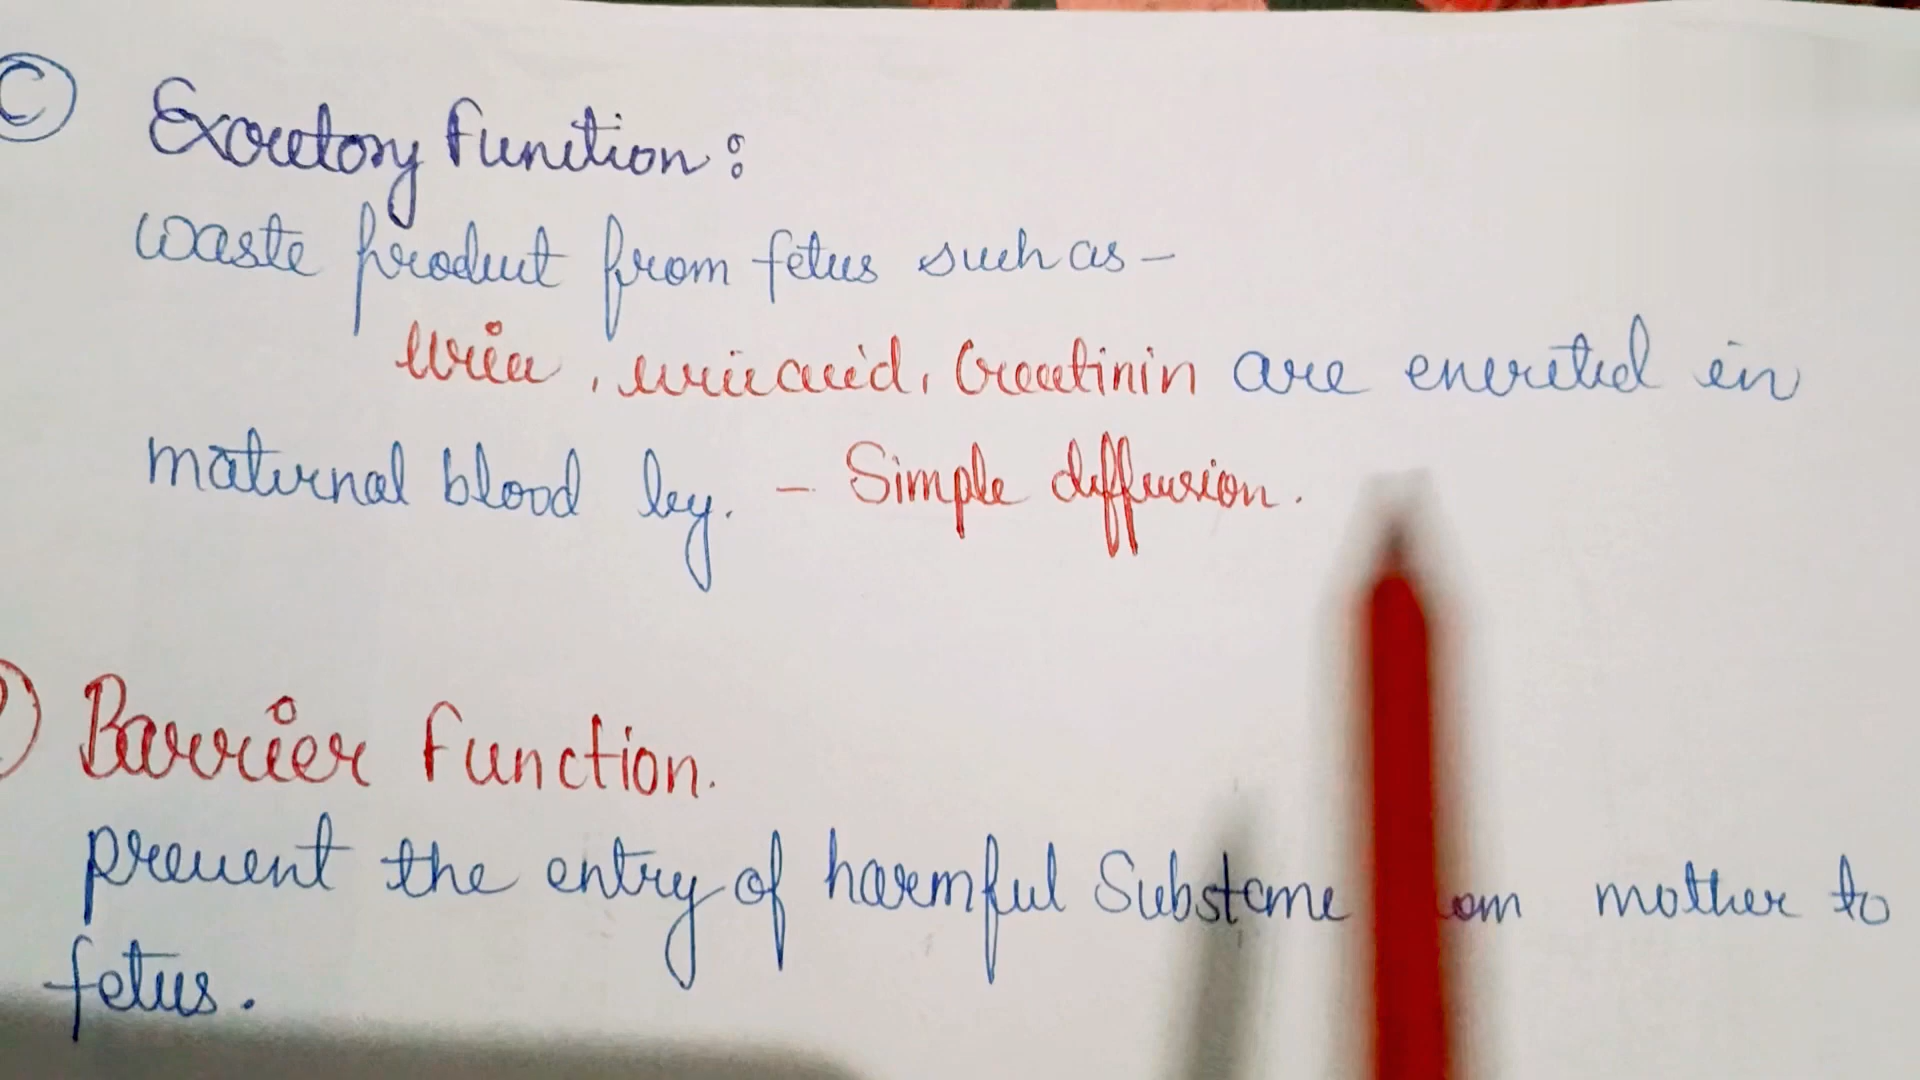 C Excretory function :
waste product from fetus such as -
urea, uric acid, Creatinin are excreted in
maternal blood by. - Simple diffusion.
Barrier function.
prevent the entry of harmful Substance mother to
fetus.